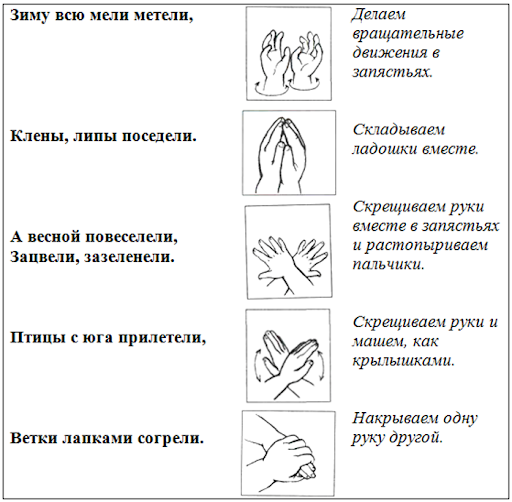 Зиму всю мели метели,
Делаем
вращательные
движения в
запястьях.
Клены, липы поседели.
Складываем
ладошки вместе.
А весной повеселели,
Зацвели, зазеленели.
Скрещиваем руки
вместе в запястьях
и растопыриваем
пальчики.
Птицы с юга прилетели,
Скрещиваем руки и
машем, как
крылышками.
Ветки лапками согрели.
Накрываем одну
руку другой.